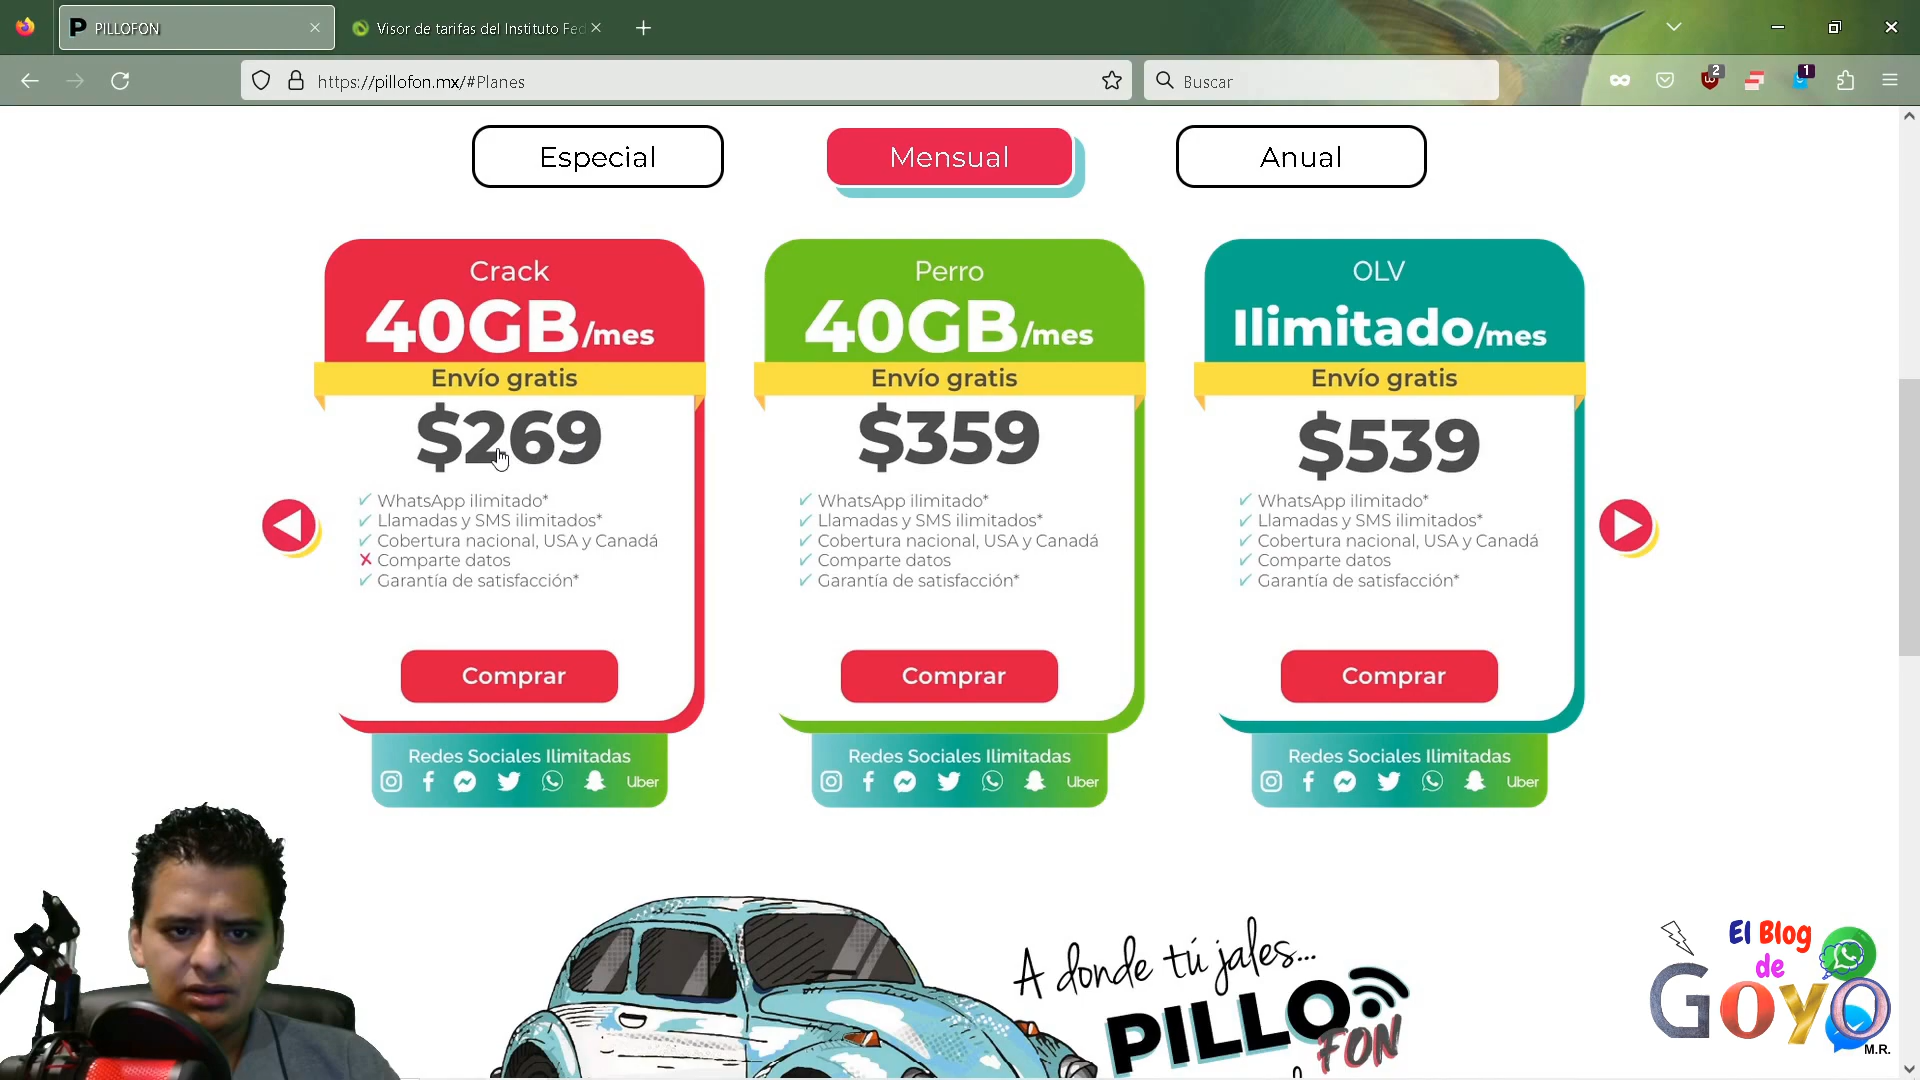 PILLOFON
Visor de tarifas del Instituto Fed
https://pillofon.mx/#Planes
Buscar
2
1
Especial
Mensual
Anual
Crack
40GB/mes
Envío gratis
$269
WhatsApp ilimitado*
Llamadas y SMS ilimitados*
Cobertura nacional, USA y Canadá
Comparte datos
Garantía de satisfacción*
Comprar
Redes Sociales Ilimitadas
Uber
Perro
40GB/mes
Envío gratis
$359
WhatsApp ilimitado*
Llamadas y SMS ilimitados*
Cobertura nacional, USA y Canadá
Comparte datos
Garantía de satisfacción*
Comprar
Redes Sociales Ilimitadas
Uber
OLV
Ilimitado/mes
Envío gratis
$539
WhatsApp ilimitado*
Llamadas y SMS ilimitados*
Cobertura nacional, USA y Canadá
Comparte datos
Garantía de satisfacción*
Comprar
Redes Sociales Ilimitadas
Uber
A donde tú jales...
PILLO
FON
El Blog
de
GOYO
M.R.